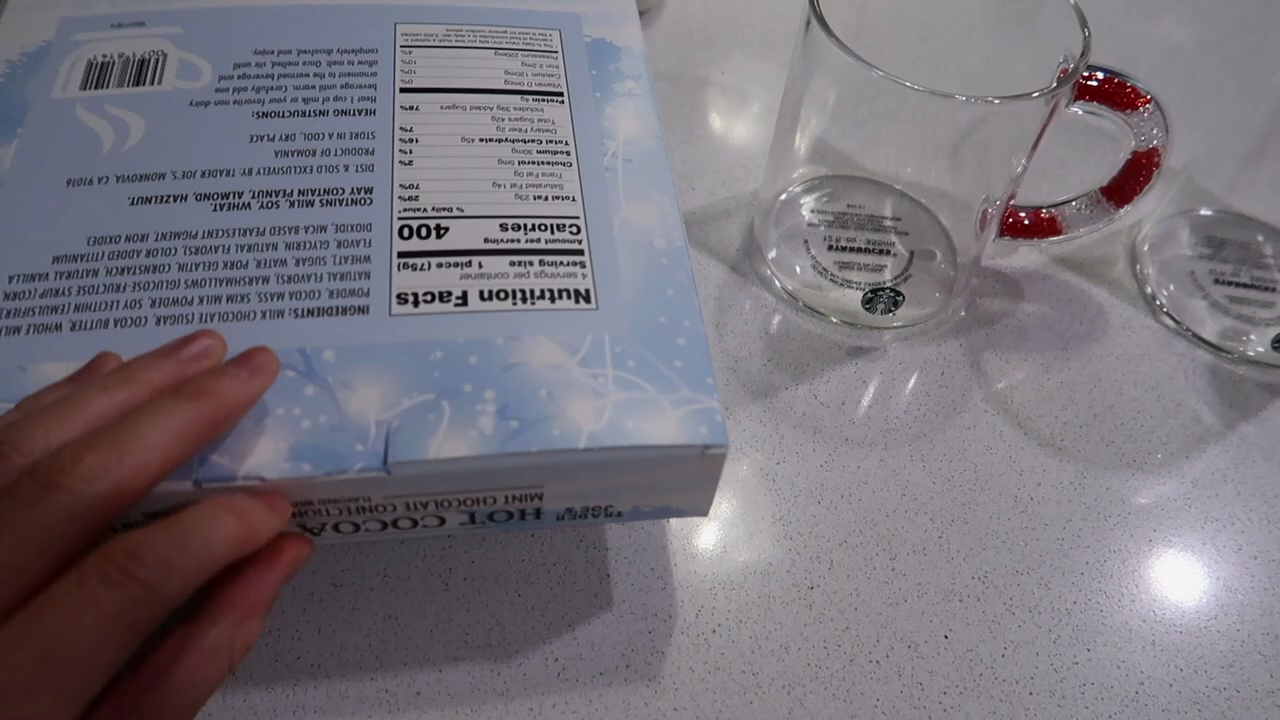 Nutrition Facts
4 servings per container
Serving size 1 piece (75g)
Amount per serving
Calories 400
% Daily Value*
Total Fat 23g 29%
Saturated Fat 14g 70%
Trans Fat 0g
Cholesterol 5mg 2%
Sodium 30mg 1%
Total Carbohydrate 45g 16%
Dietary Fiber 2g 7%
Total Sugars 42g
Includes 39g Added Sugars 78%
Protein 4g
Vitamin D 0mcg 0%
Calcium 120mg 10%
Iron 2.2mg 10%
Potassium 220mg 4%
INGREDIENTS: MILK CHOCOLATE (SUGAR, COCOA BUTTER, WHOLE MILK
POWDER, COCOA MASS, SKIM MILK POWDER, SOY LECITHIN [EMULSIFIER],
NATURAL FLAVORS), MARSHMALLOWS (GLUCOSE-FRUCTOSE SYRUP [CORN,
WHEAT], SUGAR, WATER, PORK GELATIN, CORNSTARCH, NATURAL VANILLA
FLAVOR, GLYCERIN, NATURAL FLAVORS), COLOR ADDED (TITANIUM
DIOXIDE, MICA-BASED PEARLESCENT PIGMENT, IRON OXIDE).
CONTAINS MILK, SOY, WHEAT.
MAY CONTAIN PEANUT, ALMOND, HAZELNUT.
DIST. & SOLD EXCLUSIVELY BY: TRADER JOE'S, MONROVIA, CA 91016
PRODUCT OF ROMANIA
STORE IN A COOL, DRY PLACE
HEATING INSTRUCTIONS:
Heat 1 cup of milk or your favorite non-dairy
beverage until warm. Carefully add one
ornament to the warmed beverage and
allow to melt. Once melted, stir until
completely dissolved, and enjoy.
TRADER JOE'S HOT COCOA
MINT CHOCOLATE CONFECTION
STARBUCKS®
12 fl oz · 355ml